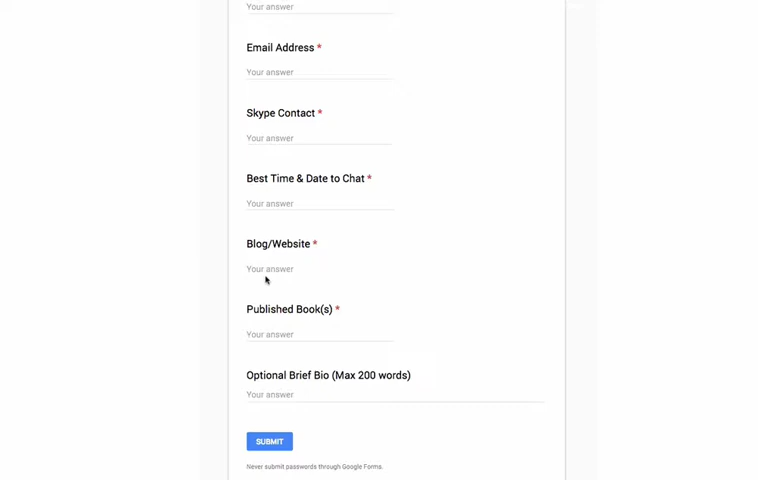 Your answer
Email Address *
Your answer
Skype Contact *
Your answer
Best Time & Date to Chat *
Your answer
Blog/Website *
Your answer
Published Book(s) *
Your answer
Optional Brief Bio (Max 200 words)
Your answer
SUBMIT
Never submit passwords through Google Forms.